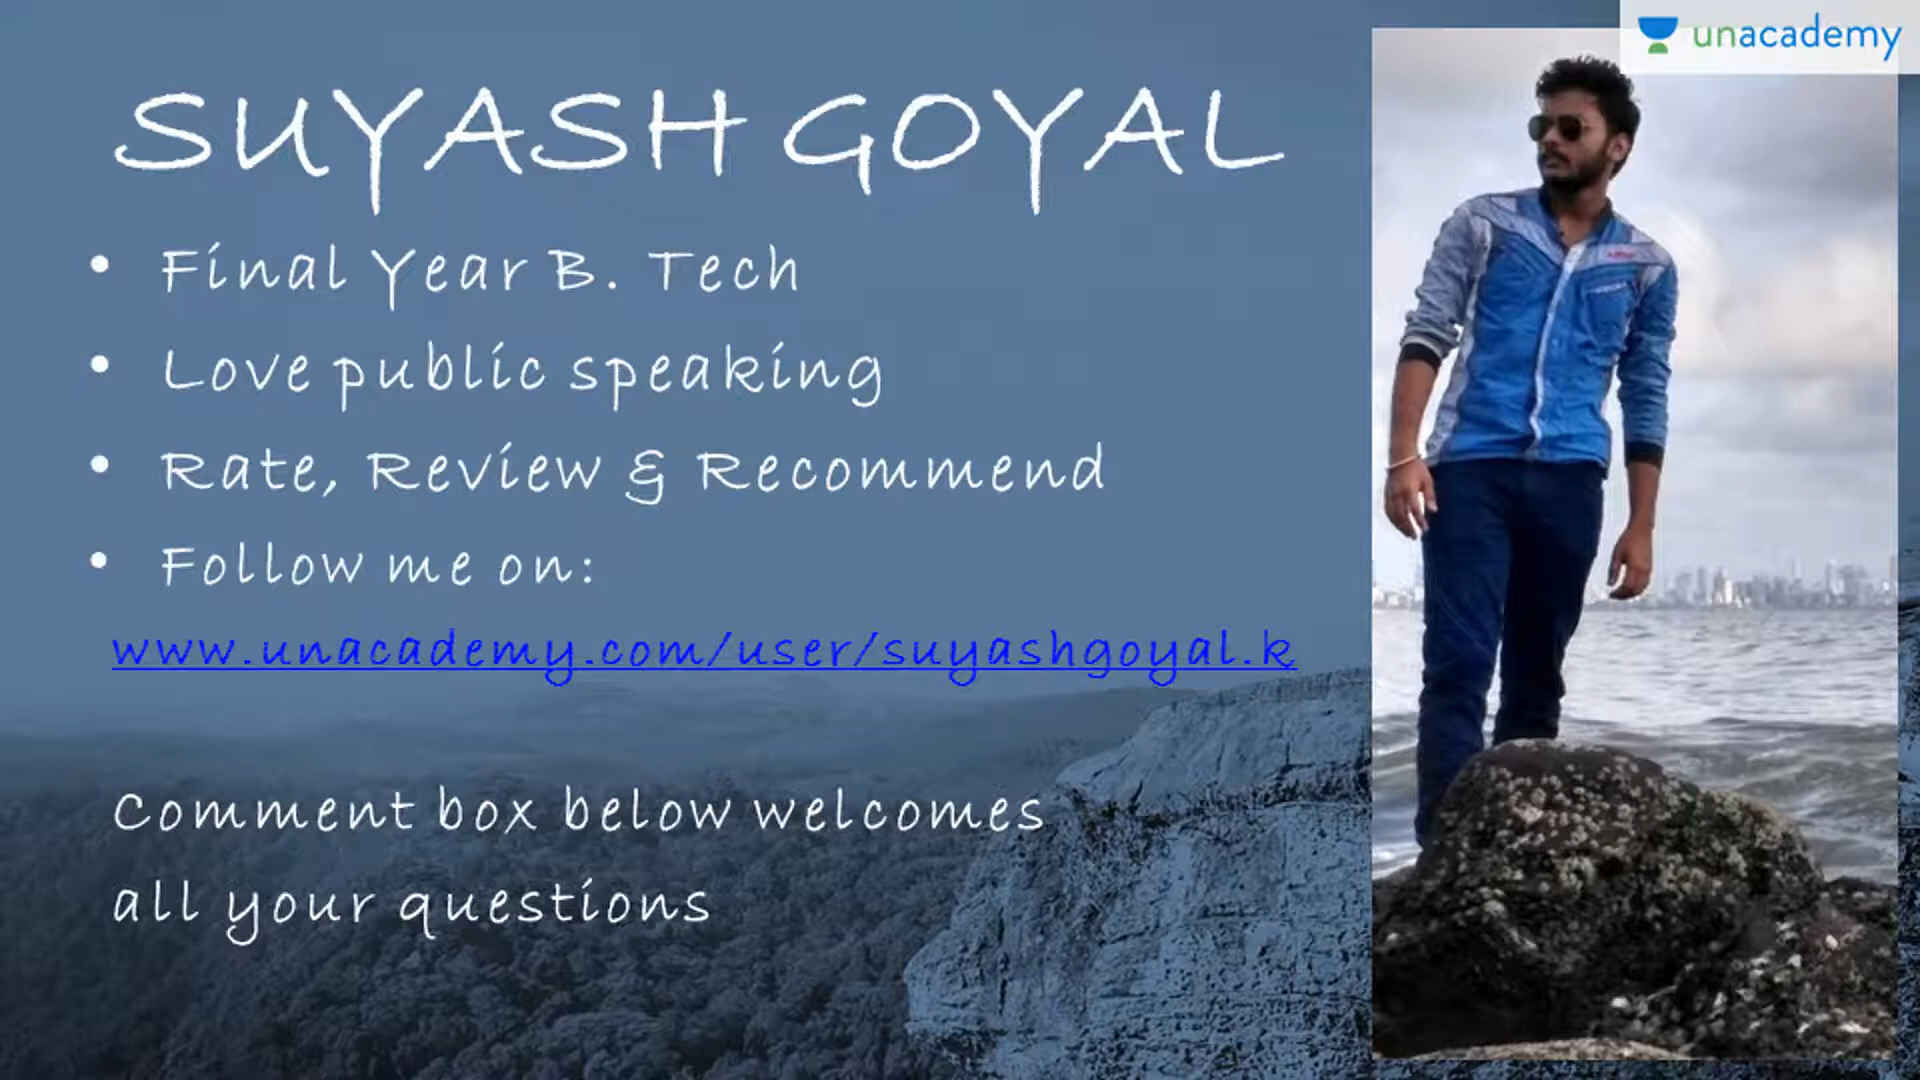 unacademy
SUYASH GOYAL
• Final Year B. Tech
• Love public speaking
• Rate, Review & Recommend
• Follow me on:
www.unacademy.com/user/suyashgoyal.k
Comment box below welcomes
all your questions